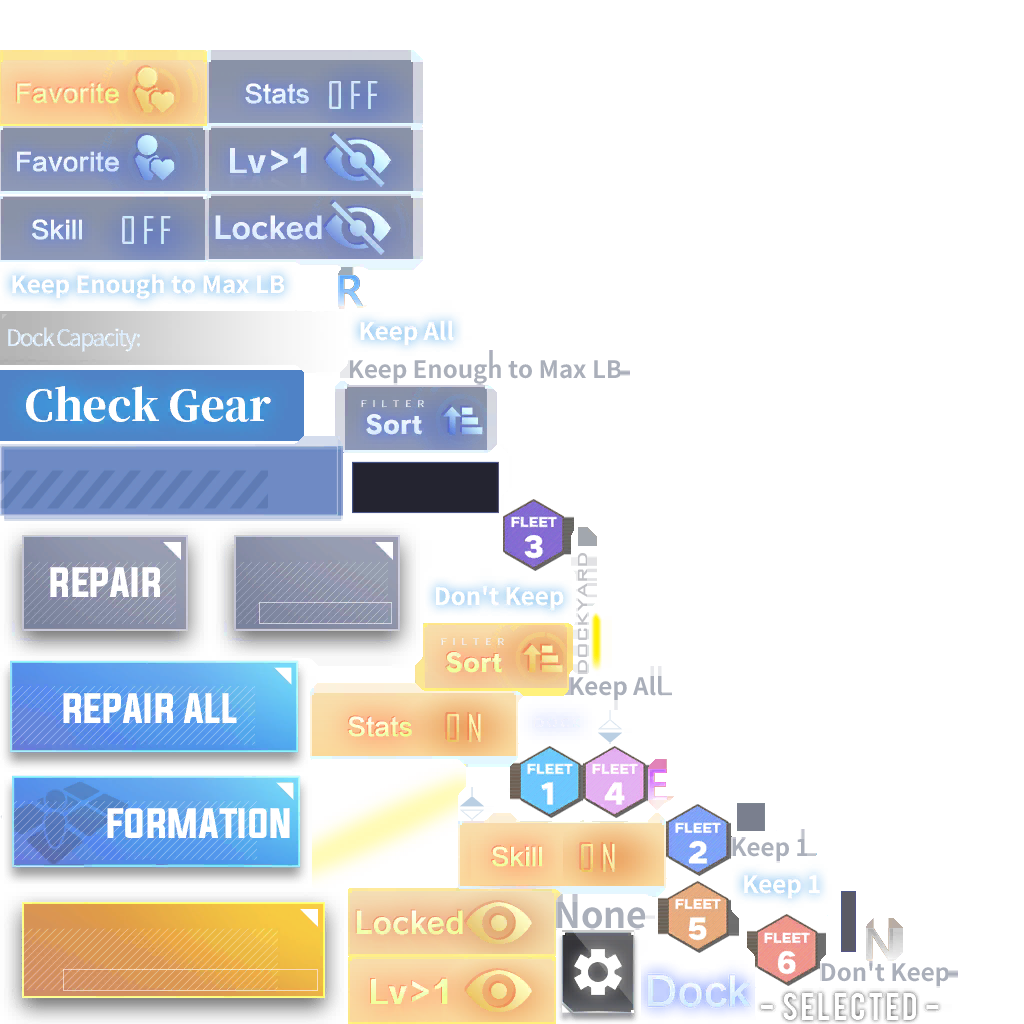 Favorite
Stats OFF
Favorite
Lv>1
Skill OFF
Locked
Keep Enough to Max LB
R
Dock Capacity:
Keep All
Keep Enough to Max LB
Check Gear
FILTER
Sort
FLEET
3
DOCKYARD
REPAIR
Don't Keep
FILTER
Sort
Keep All
REPAIR ALL
Stats ON
FLEET
1
FLEET
4
E
FORMATION
FLEET
2
Keep 1
Skill ON
Keep 1
Locked
None
FLEET
5
N
FLEET
6
Don't Keep
Lv>1
Dock
- SELECTED -